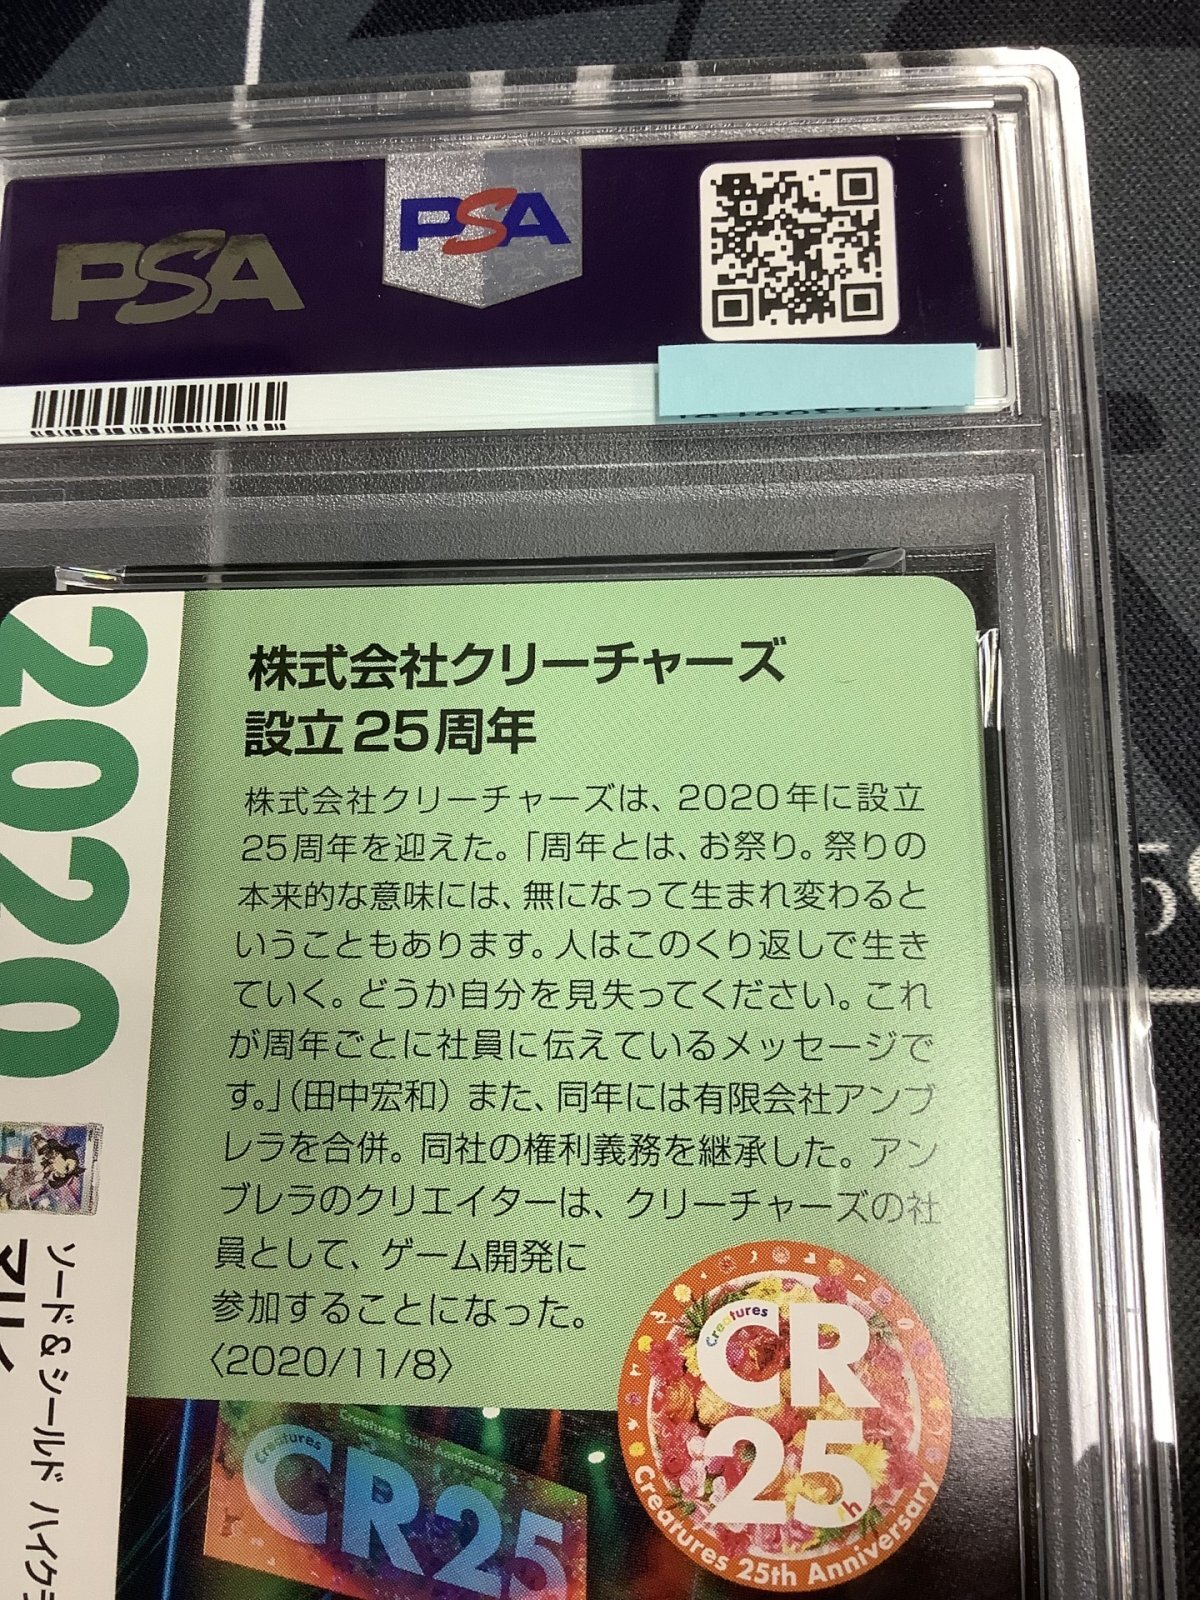 PSA
PSA
株式会社クリーチャーズ
設立25周年
株式会社クリーチャーズは、2020年に設立
25周年を迎えた。「周年とは、お祭り。祭りの
本来的な意味には、無になって生まれ変わると
いうこともあります。人はこのくり返しで生き
ていく。どうか自分を見失ってください。これ
が周年ごとに社員に伝えているメッセージで
す。」(田中宏和) また、同年には有限会社アンブ
レラを合併。同社の権利義務を継承した。アン
ブレラのクリエイターは、クリーチャーズの社
員として、ゲーム開発に
参加することになった。
〈2020/11/8〉
2020
ソード&シールド ハイクラ
Creatures
CR
25th
Creatures 25th Anniversary
Creatures 25th Anniversary
Creatures
CR25